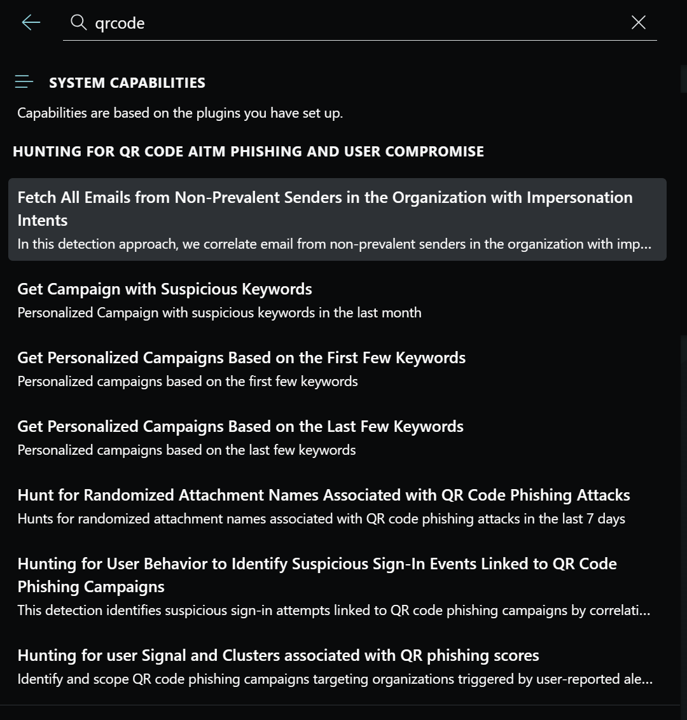 qrcode
SYSTEM CAPABILITIES
Capabilities are based on the plugins you have set up.
HUNTING FOR QR CODE AITM PHISHING AND USER COMPROMISE
Fetch All Emails from Non-Prevalent Senders in the Organization with Impersonation
Intents
In this detection approach, we correlate email from non-prevalent senders in the organization with imp...
Get Campaign with Suspicious Keywords
Personalized Campaign with suspicious keywords in the last month
Get Personalized Campaigns Based on the First Few Keywords
Personalized campaigns based on the first few keywords
Get Personalized Campaigns Based on the Last Few Keywords
Personalized campaigns based on the last few keywords
Hunt for Randomized Attachment Names Associated with QR Code Phishing Attacks
Hunts for randomized attachment names associated with QR code phishing attacks in the last 7 days
Hunting for User Behavior to Identify Suspicious Sign-In Events Linked to QR Code
Phishing Campaigns
This detection identifies suspicious sign-in attempts linked to QR code phishing campaigns by correlati...
Hunting for user Signal and Clusters associated with QR phishing scores
Identify and scope QR code phishing campaigns targeting organizations triggered by user-reported ale...